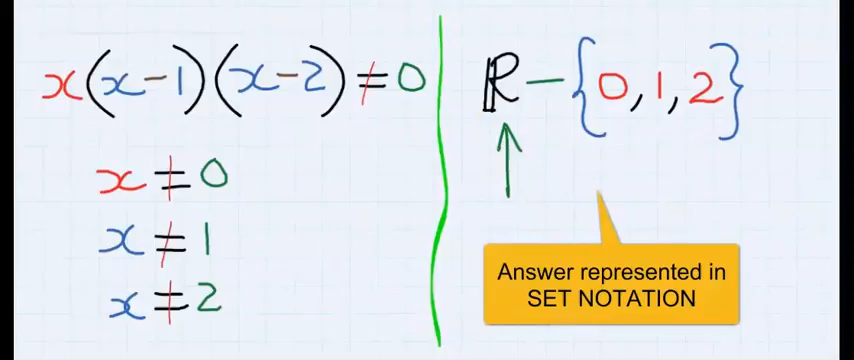 x(x-1)(x-2)≠0
x≠0
x≠1
x≠2
ℝ-{0,1,2}
Answer represented in
SET NOTATION